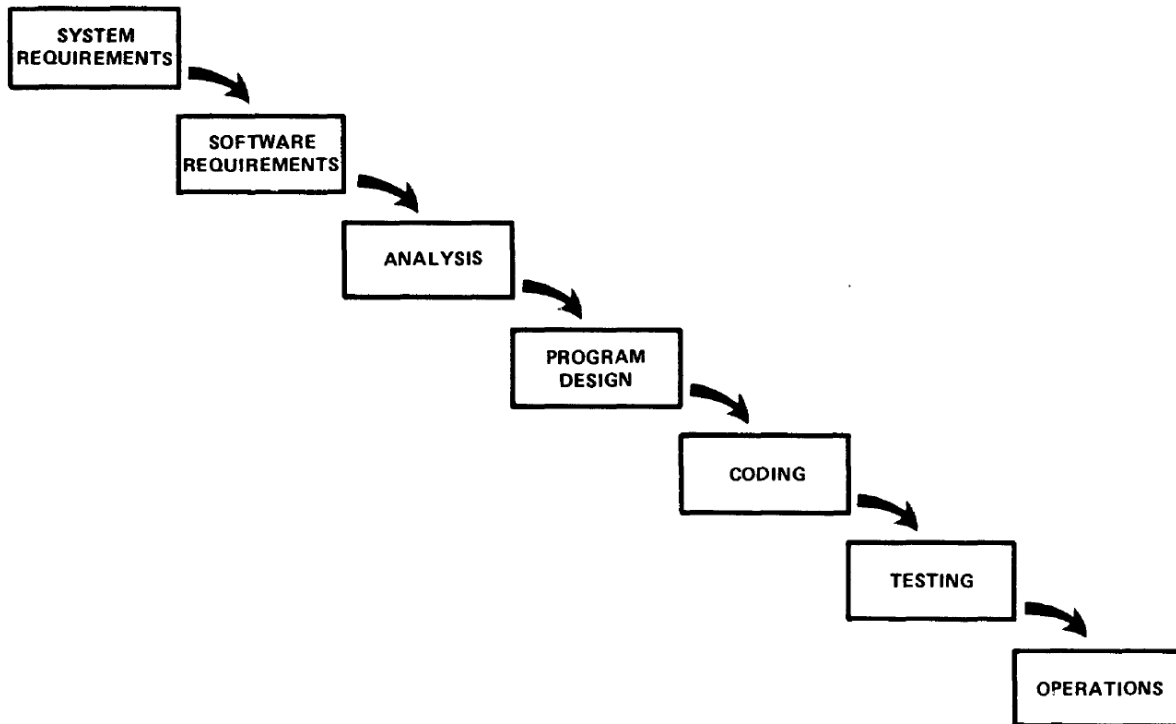 SYSTEM
REQUIREMENTS
SOFTWARE
REQUIREMENTS
ANALYSIS
PROGRAM
DESIGN
CODING
TESTING
OPERATIONS